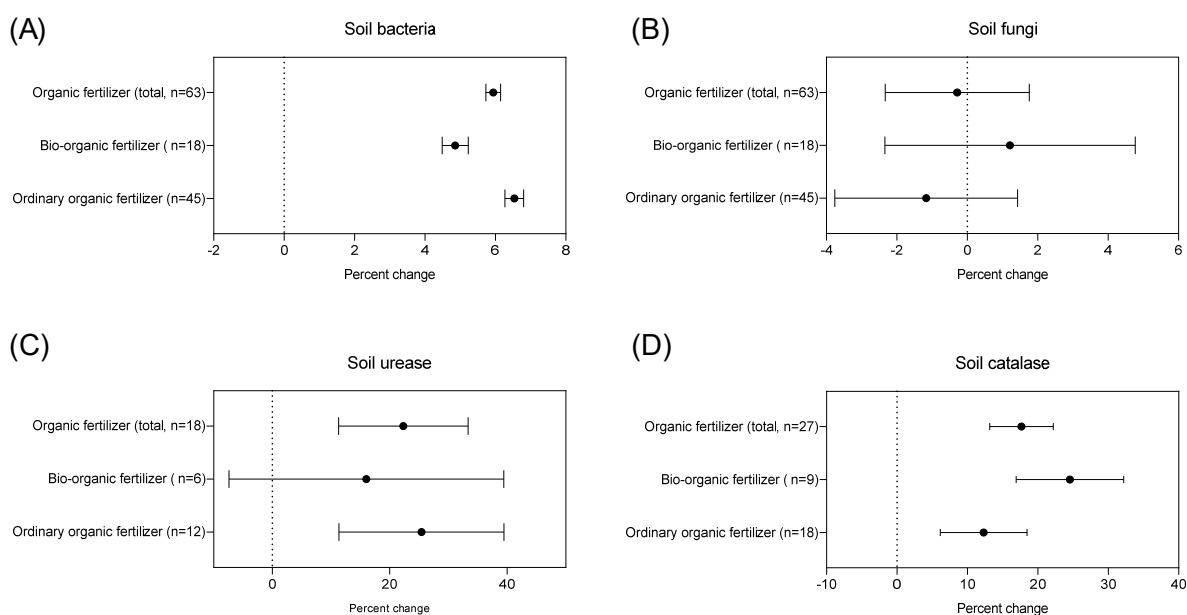 (A)
Soil bacteria
Organic fertilizer (total, n=63)
Bio-organic fertilizer ( n=18)
Ordinary organic fertilizer (n=45)
-2 0 2 4 6 8
Percent change
(B)
Soil fungi
Organic fertilizer (total, n=63)
Bio-organic fertilizer ( n=18)
Ordinary organic fertilizer (n=45)
-4 -2 0 2 4 6
Percent change
(C)
Soil urease
Organic fertilizer (total, n=18)
Bio-organic fertilizer ( n=6)
Ordinary organic fertilizer (n=12)
0 20 40
Percent change
(D)
Soil catalase
Organic fertilizer (total, n=27)
Bio-organic fertilizer ( n=9)
Ordinary organic fertilizer (n=18)
-10 0 10 20 30 40
Percent change